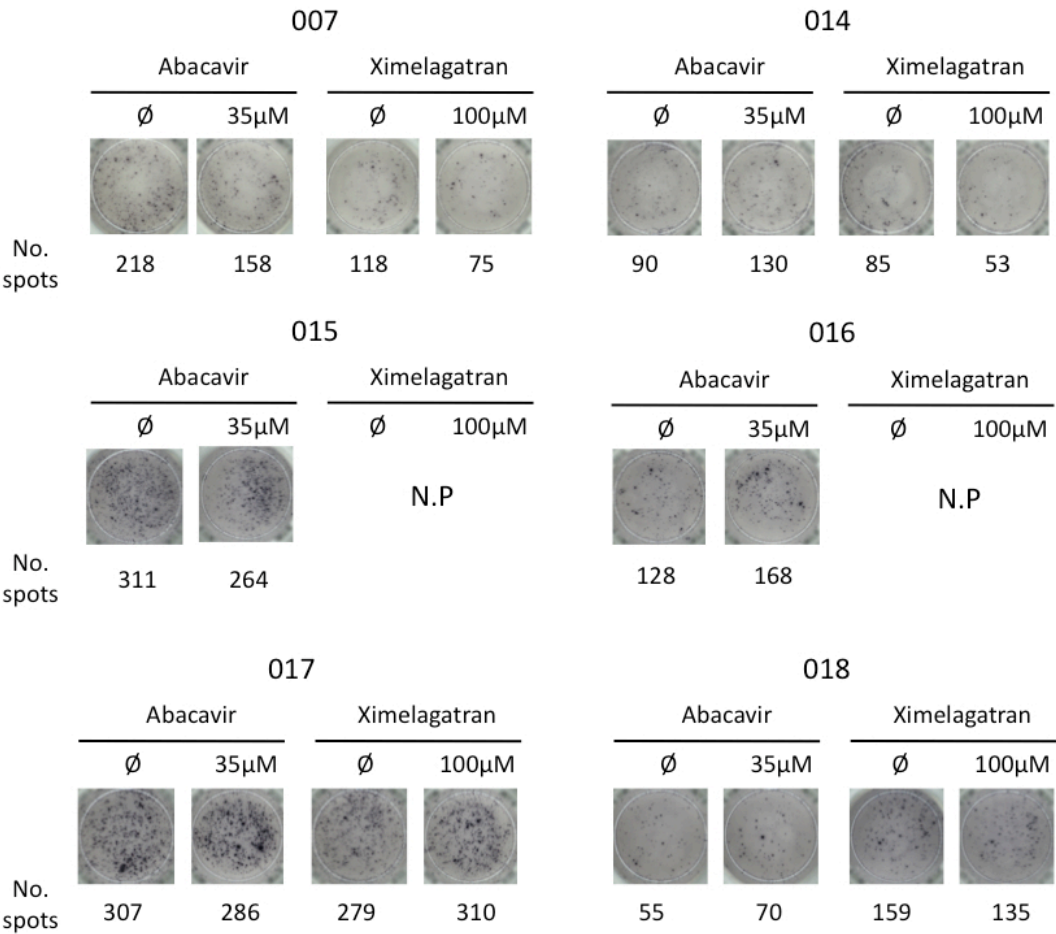 007 014
Abacavir Ximelagatran Abacavir Ximelagatran
Ø 35µM Ø 100µM Ø 35µM Ø 100µM
No. spots 218 158 118 75 90 130 85 53
015 016
Abacavir Ximelagatran Abacavir Ximelagatran
Ø 35µM Ø 100µM Ø 35µM Ø 100µM
N.P N.P
No. spots 311 264 128 168
017 018
Abacavir Ximelagatran Abacavir Ximelagatran
Ø 35µM Ø 100µM Ø 35µM Ø 100µM
No. spots 307 286 279 310 55 70 159 135